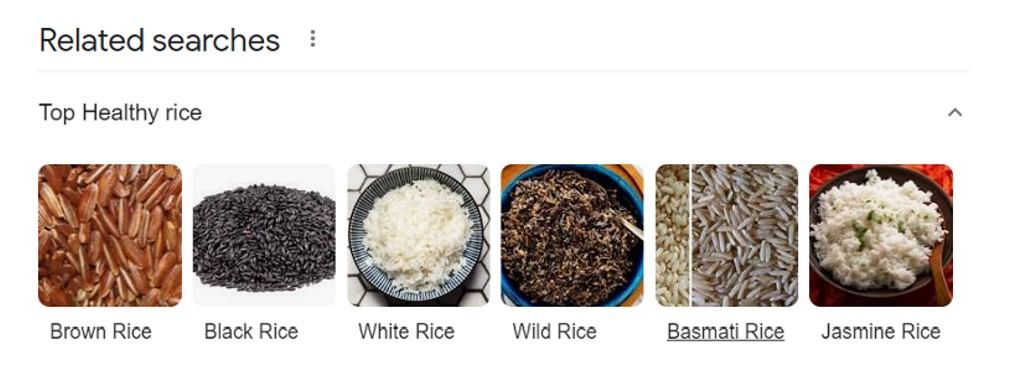 Related searches
Top Healthy rice
Brown Rice
Black Rice
White Rice
Wild Rice
Basmati Rice
Jasmine Rice